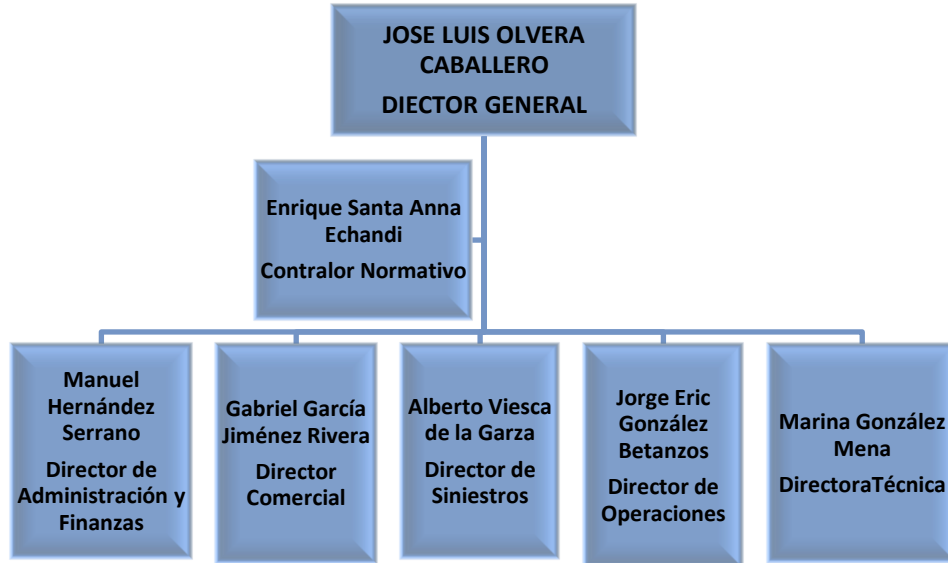 JOSE LUIS OLVERA
CABALLERO
DIECTOR GENERAL
Enrique Santa Anna
Echandi
Contralor Normativo
Manuel
Hernández
Serrano
Director de
Administración y
Finanzas
Gabriel García
Jiménez Rivera
Director
Comercial
Alberto Viesca
de la Garza
Director de
Siniestros
Jorge Eric
González
Betanzos
Director de
Operaciones
Marina González
Mena
DirectoraTécnica